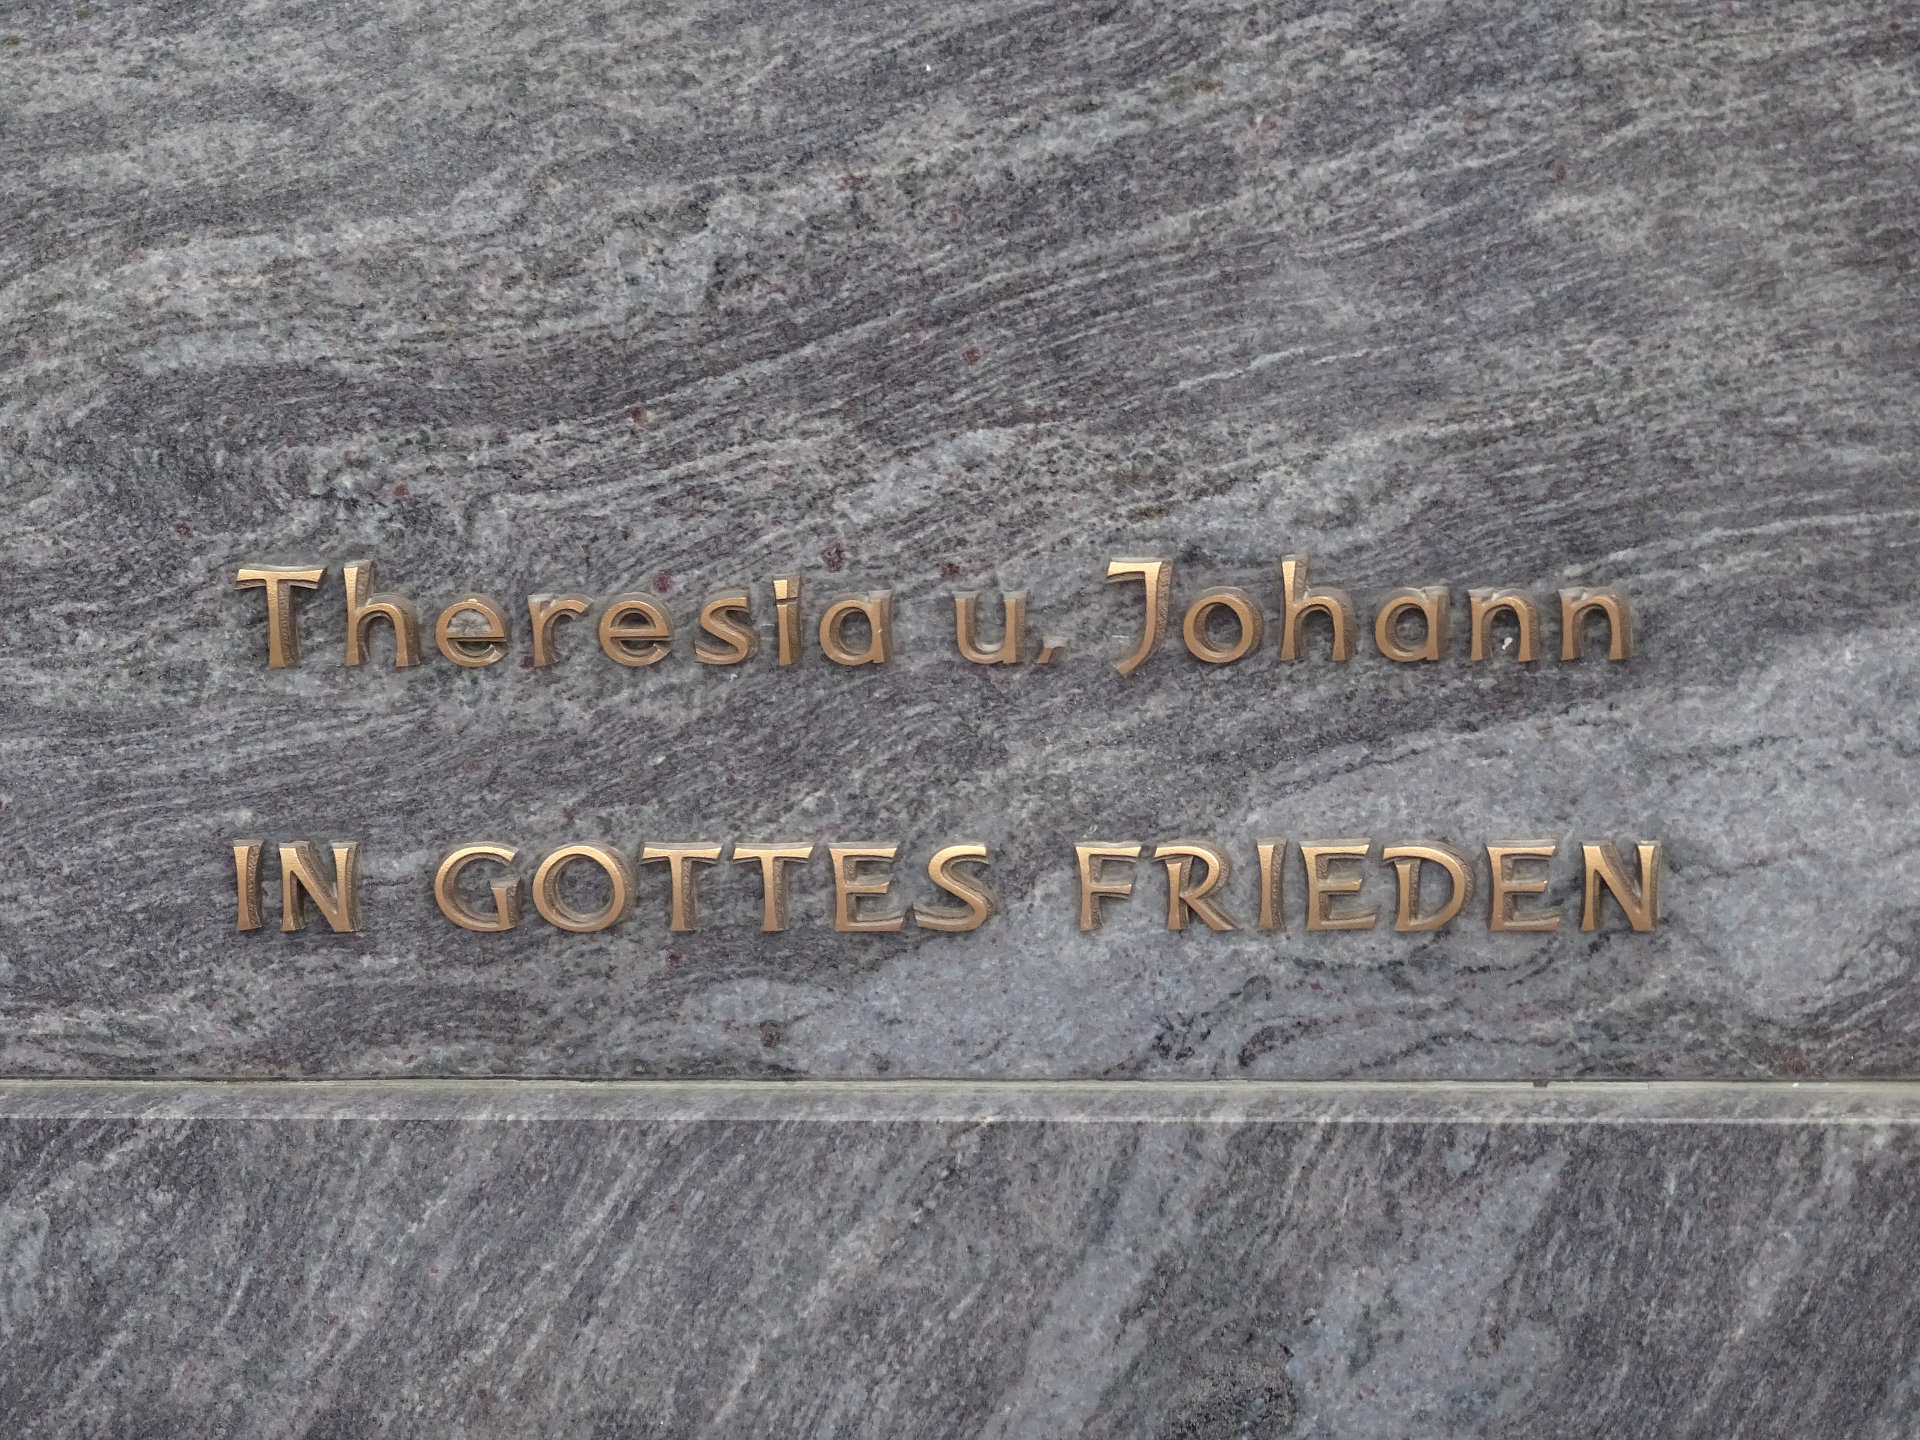 Theresia u. Johann
IN GOTTES FRIEDEN